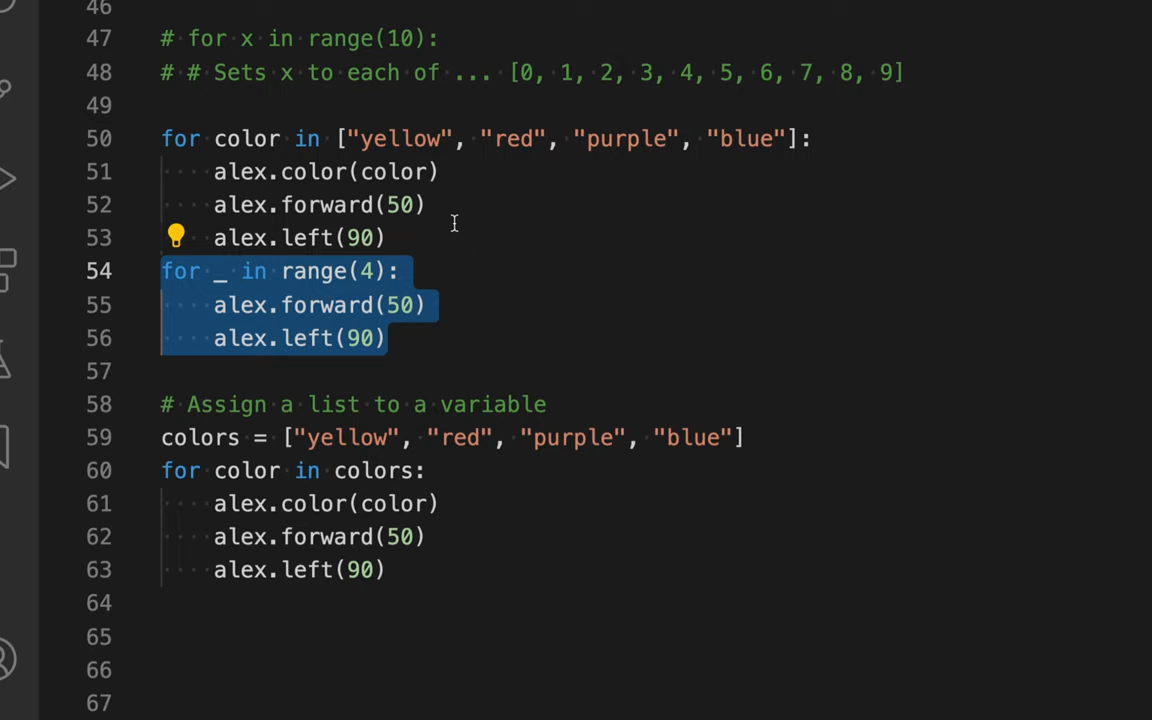 46
47 # for x in range(10):
48 # # Sets x to each of ... [0, 1, 2, 3, 4, 5, 6, 7, 8, 9]
49
50 for color in ["yellow", "red", "purple", "blue"]:
51     alex.color(color)
52     alex.forward(50)
53     alex.left(90)
54 for _ in range(4):
55     alex.forward(50)
56     alex.left(90)
57
58 # Assign a list to a variable
59 colors = ["yellow", "red", "purple", "blue"]
60 for color in colors:
61     alex.color(color)
62     alex.forward(50)
63     alex.left(90)
64
65
66
67